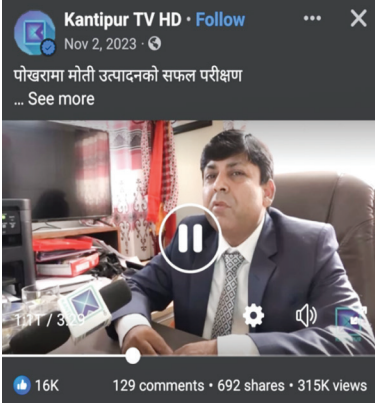 Kantipur TV HD · Follow
Nov 2, 2023 ·
पोखरामा मोती उत्पादनको सफल परीक्षण
... See more
1:11 / 3:29
16K
129 comments • 692 shares • 315K views